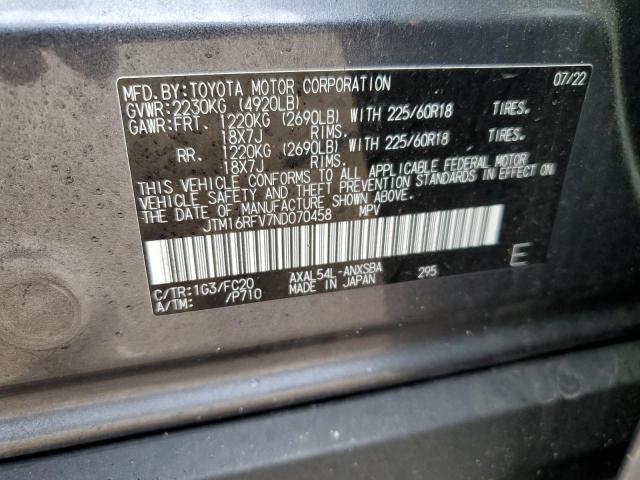 MFD. BY:TOYOTA MOTOR CORPORATION 07/22
GVWR:2230KG (4920LB)
GAWR:FRT. 1220KG (2690LB) WITH 225/60R18 TIRES.
18X7J RIMS.
RR. 1220KG (2690LB) WITH 225/60R18 TIRES.
18X7J RIMS.
THIS VEHICLE CONFORMS TO ALL APPLICABLE FEDERAL MOTOR
VEHICLE SAFETY AND THEFT PREVENTION STANDARDS IN EFFECT ON
THE DATE OF MANUFACTURE SHOWN ABOVE.
JTM16RFV7ND070458 MPV
C/TR:1G3/FC20 AXAL54L-ANXSBA 295 E
A/TM: /P710 MADE IN JAPAN